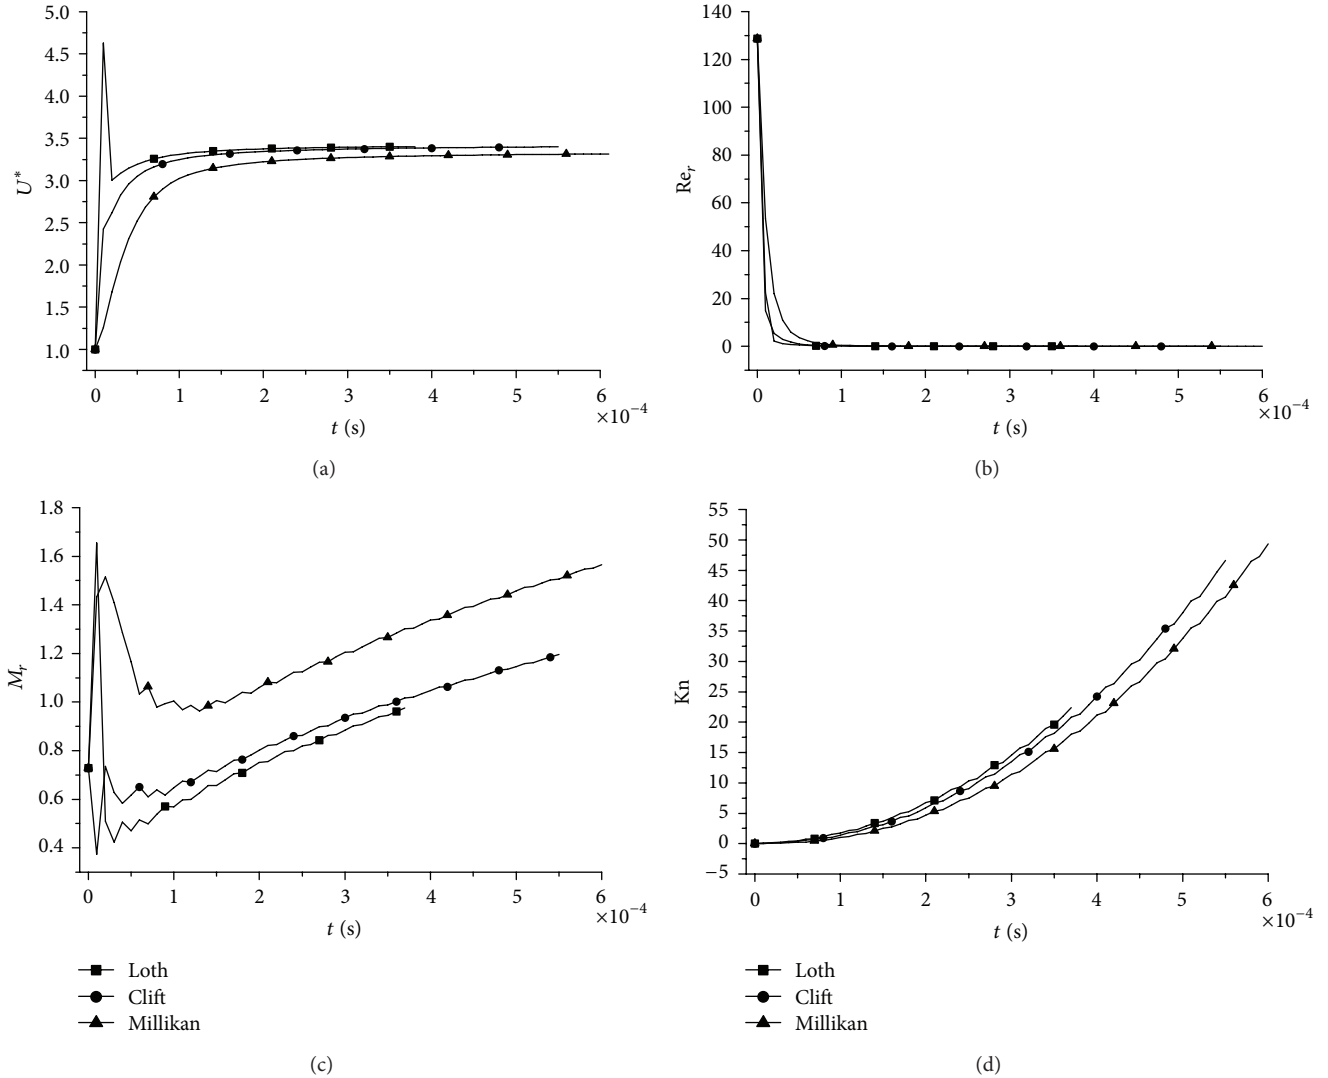 5.0
4.5
4.0
3.5
3.0
2.5
2.0
1.5
1.0
U*
0 1 2 3 4 5 6
×10⁻⁴
t (s)
(a)
140
120
100
80
60
40
20
0
Reᵣ
0 1 2 3 4 5 6
×10⁻⁴
t (s)
(b)
1.8
1.6
1.4
1.2
1.0
0.8
0.6
0.4
Mᵣ
0 1 2 3 4 5 6
×10⁻⁴
t (s)
Loth
Clift
Millikan
(c)
55
50
45
40
35
30
25
20
15
10
5
0
−5
Kn
0 1 2 3 4 5 6
×10⁻⁴
t (s)
Loth
Clift
Millikan
(d)